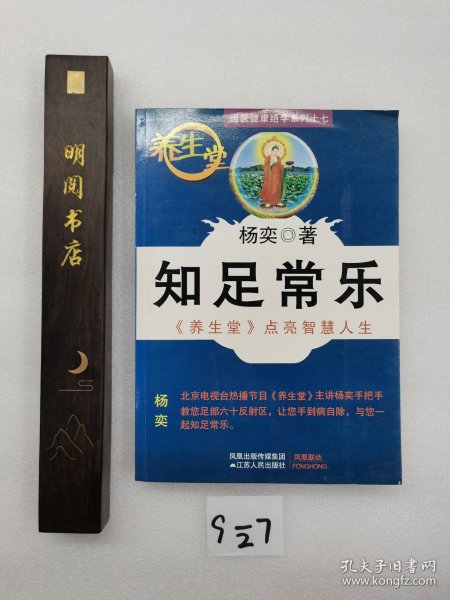 明阅书店
国医健康绝学系列十七
养生堂
杨奕◎著
知足常乐
《养生堂》点亮智慧人生
杨奕
北京电视台热播节目《养生堂》主讲杨奕手把手
教您足部六十反射区，让您手到病自除，与您一
起知足常乐。
凤凰出版传媒集团
江苏人民出版社
凤凰联动
FONGHONG
孔夫子旧书网
www.kongfz.com